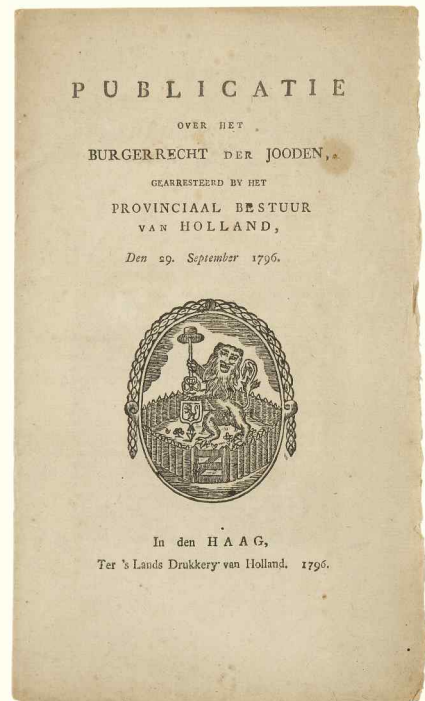 PUBLICATIE
OVER HET
BURGERRECHT DER JOODEN,
GEARRESTEERD BY HET
PROVINCIAAL BESTUUR
VAN HOLLAND,
Den 29. September 1796.
In den HAAG,
Ter 's Lands Drukkery van Holland. 1796.